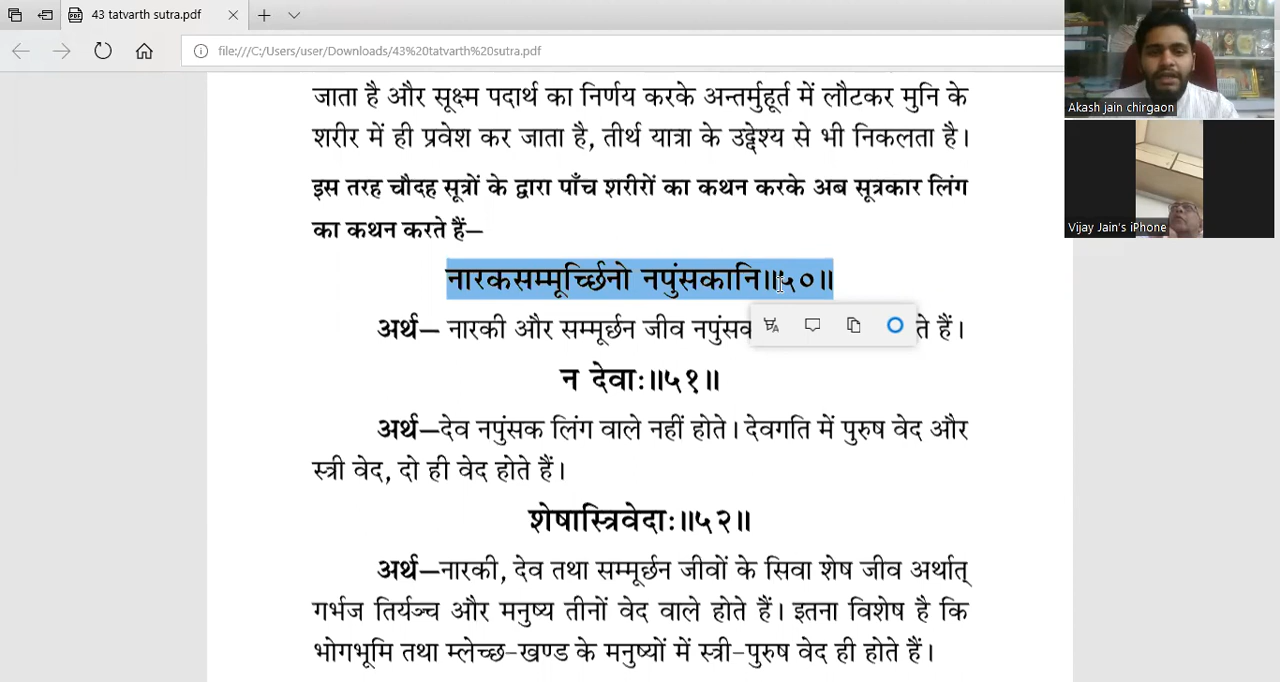 43 tatvarth sutra.pdf
file:///C:/Users/user/Downloads/43%20tatvarth%20sutra.pdf
Akash jain chirgaon
Vijay Jain's iPhone
जाता है और सूक्ष्म पदार्थ का निर्णय करके अन्तर्मुहूर्त में लौटकर मुनि के
शरीर में ही प्रवेश कर जाता है, तीर्थ यात्रा के उद्देश्य से भी निकलता है।
इस तरह चौदह सूत्रों के द्वारा पाँच शरीरों का कथन करके अब सूत्रकार लिंग
का कथन करते हैं—
नारकसम्मूर्च्छिनो नपुंसकानि॥५०॥
अर्थ— नारकी और सम्मूर्छन जीव ते हैं।
न देवाः॥५१॥
अर्थ—देव नपुंसक लिंग वाले नहीं होते। देवगति में पुरुष वेद और
स्त्री वेद, दो ही वेद होते हैं।
शेषास्त्रिवेदाः॥५२॥
अर्थ—नारकी, देव तथा सम्मूर्छन जीवों के सिवा शेष जीव अर्थात्
गर्भज तिर्यञ्च और मनुष्य तीनों वेद वाले होते हैं। इतना विशेष है कि
भोगभूमि तथा म्लेच्छ-खण्ड के मनुष्यों में स्त्री-पुरुष वेद ही होते हैं।